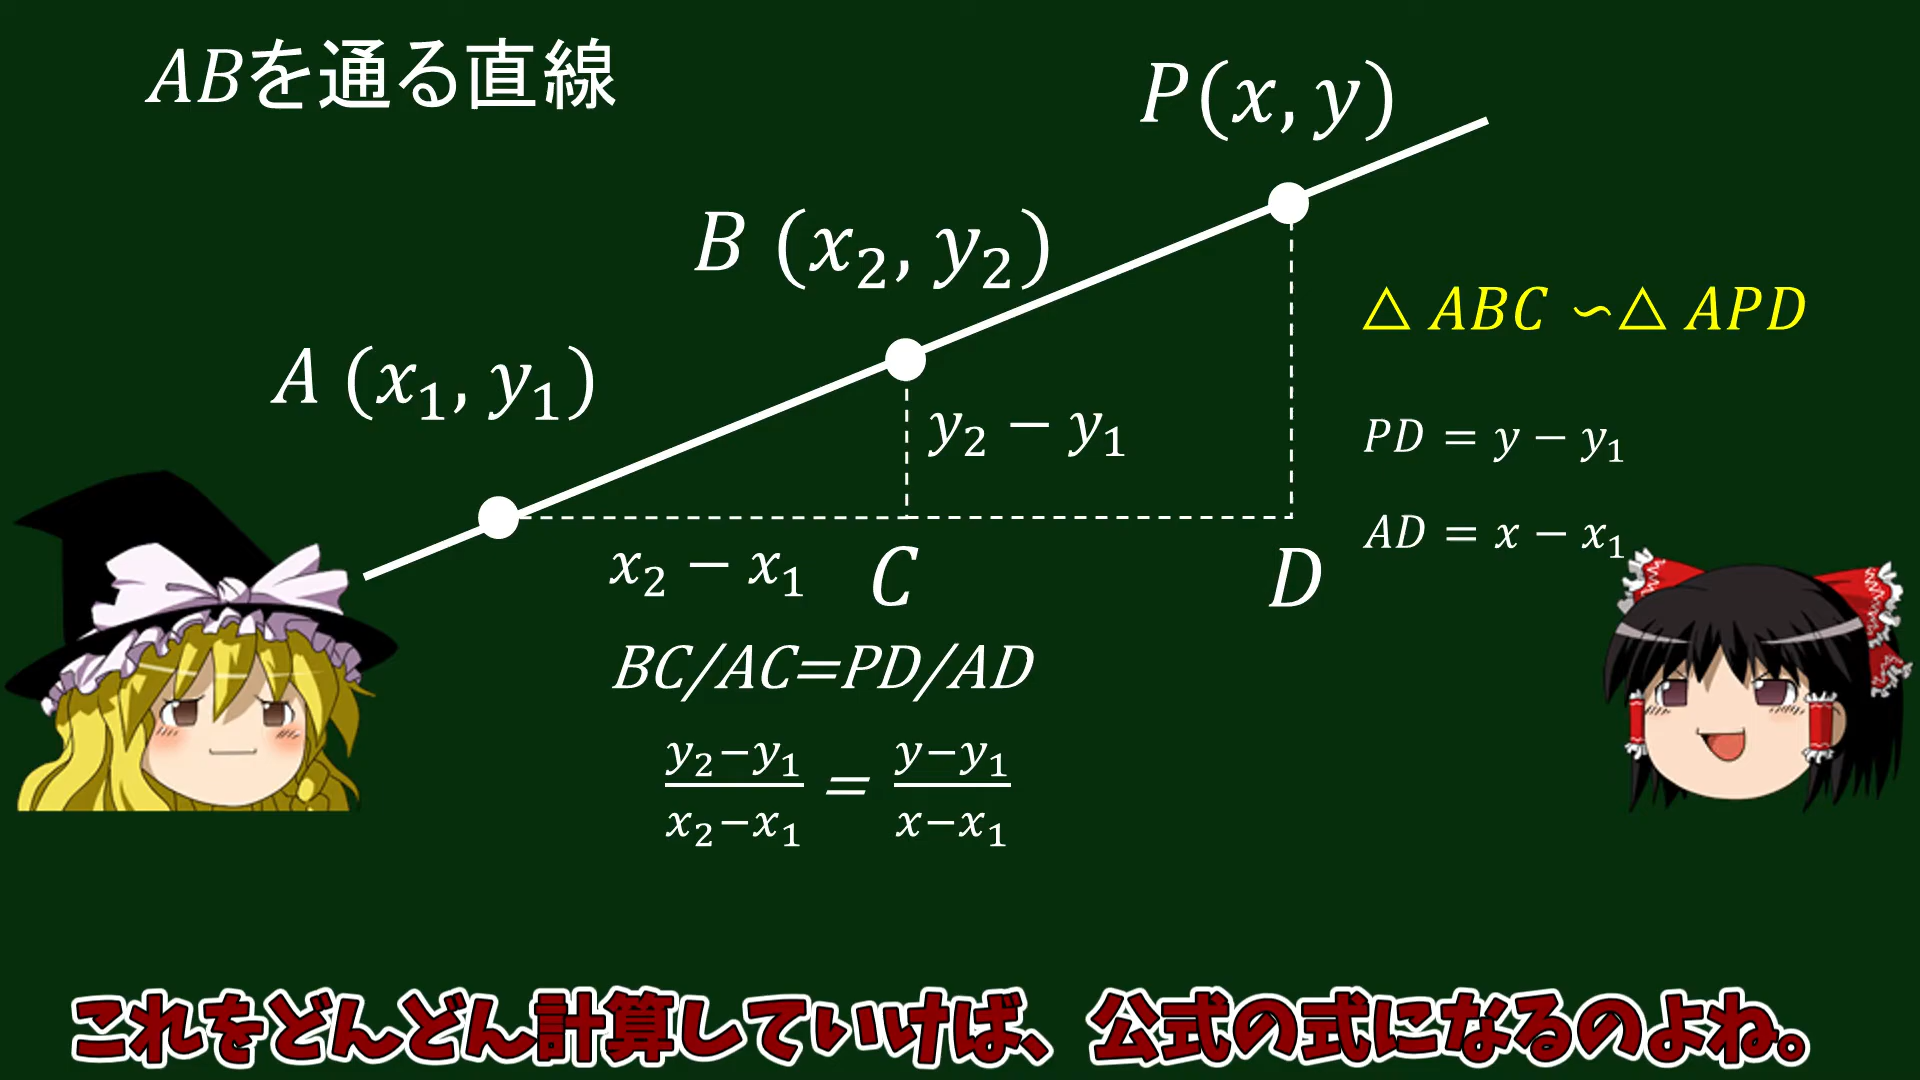 ABを通る直線
P(x, y)
B (x₂, y₂)
A (x₁, y₁)
△ ABC ∽△ APD
y₂ − y₁
PD = y − y₁
AD = x − x₁
x₂ − x₁
C
D
BC/AC=PD/AD
y₂−y₁/x₂−x₁ = y−y₁/x−x₁
これをどんどん計算していけば、公式の式になるのよね。